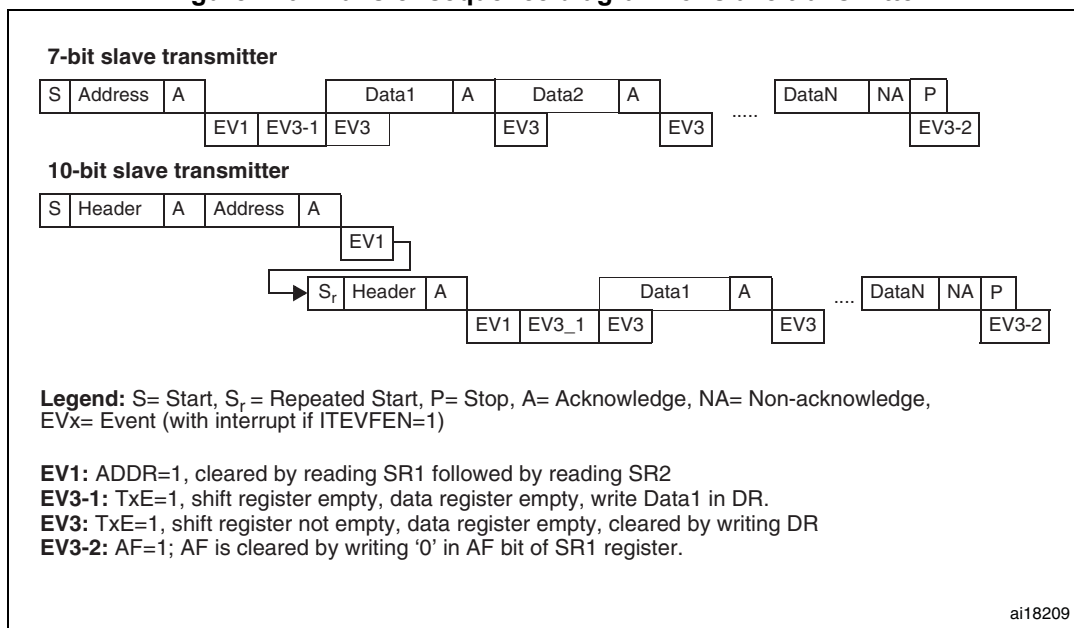 7-bit slave transmitter
S Address A Data1 A Data2 A ..... DataN NA P
EV1 EV3-1 EV3 EV3 EV3 EV3-2
10-bit slave transmitter
S Header A Address A
EV1
Sr Header A Data1 A .... DataN NA P
EV1 EV3_1 EV3 EV3 EV3-2
Legend: S= Start, Sr = Repeated Start, P= Stop, A= Acknowledge, NA= Non-acknowledge,
EVx= Event (with interrupt if ITEVFEN=1)
EV1: ADDR=1, cleared by reading SR1 followed by reading SR2
EV3-1: TxE=1, shift register empty, data register empty, write Data1 in DR.
EV3: TxE=1, shift register not empty, data register empty, cleared by writing DR
EV3-2: AF=1; AF is cleared by writing ‘0’ in AF bit of SR1 register.
ai18209